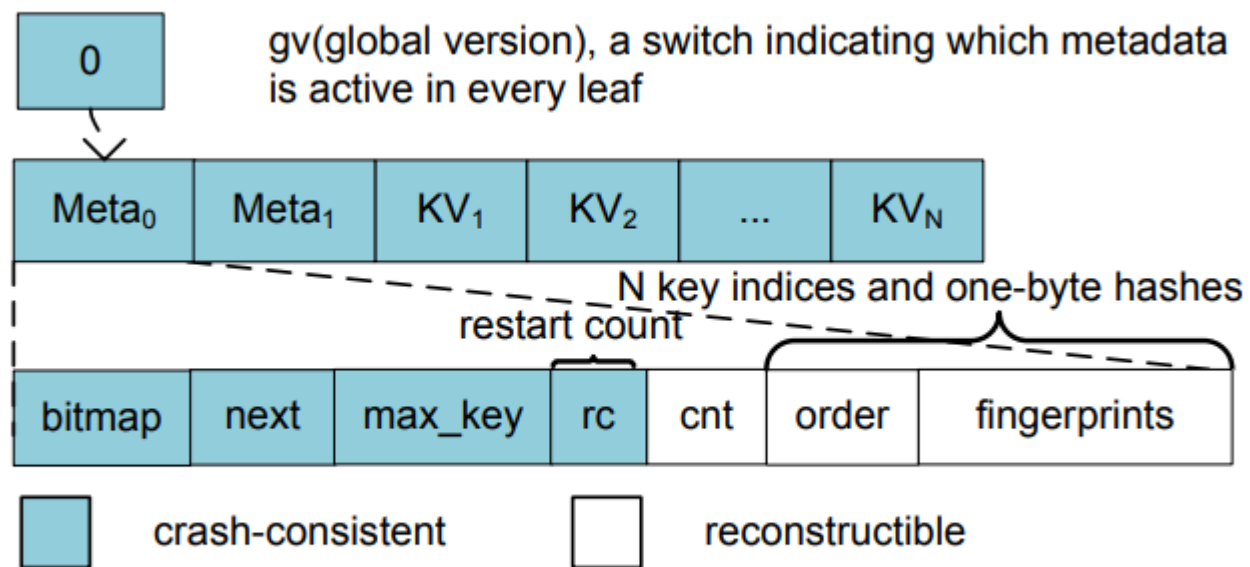 0
gv(global version), a switch indicating which metadata
is active in every leaf
Meta₀ Meta₁ KV₁ KV₂ ... KV_N
N key indices and one-byte hashes
restart count
bitmap next max_key rc cnt order fingerprints
crash-consistent reconstructible